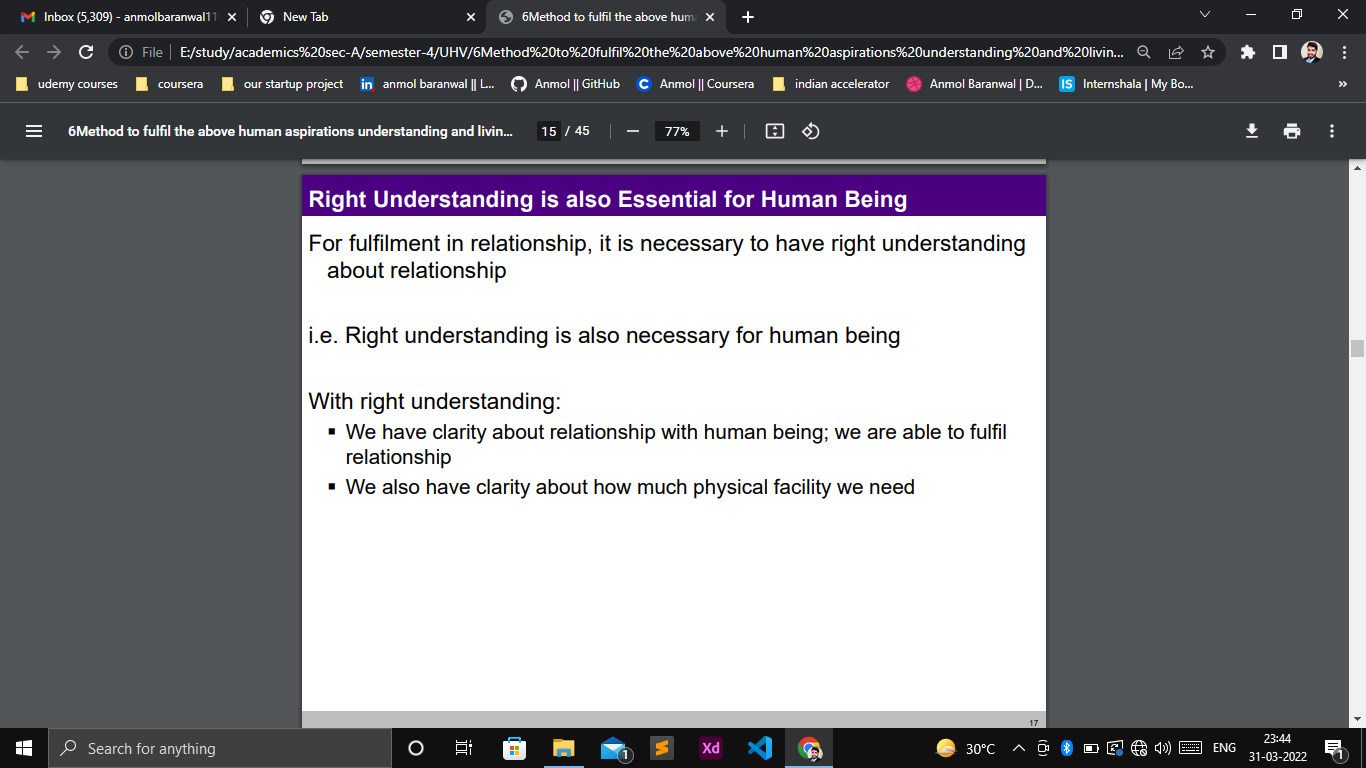 Inbox (5,309) - anmolbaranwal11
New Tab
6Method to fulfil the above hum
File
E:/study/academics%20sec-A/semester-4/UHV/6Method%20to%20fulfil%20the%20above%20human%20aspirations%20understanding%20and%20livin...
udemy courses
coursera
our startup project
in anmol baranwal || L...
Anmol || GitHub
C Anmol || Coursera
indian accelerator
Anmol Baranwal | D...
IS Internshala | My Bo...
»
6Method to fulfil the above human aspirations understanding and livin...
15 / 45
77%
Right Understanding is also Essential for Human Being
For fulfilment in relationship, it is necessary to have right understanding
about relationship
i.e. Right understanding is also necessary for human being
With right understanding:
▪ We have clarity about relationship with human being; we are able to fulfil
relationship
▪ We also have clarity about how much physical facility we need
17
Search for anything
1
Xd
30°C
ENG
23:44
31-03-2022
1